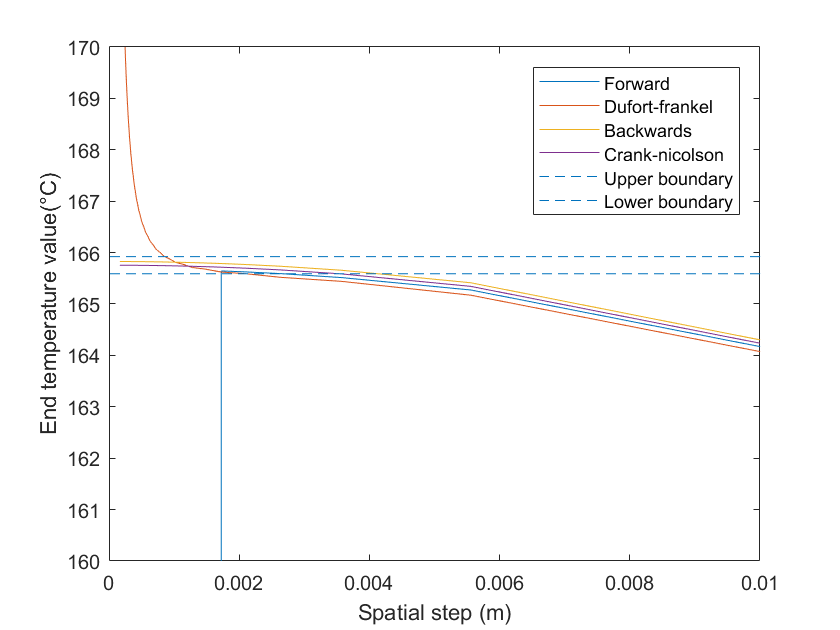 170
169
168
167
166
165
164
163
162
161
160
End temperature value(°C)
Forward
Dufort-frankel
Backwards
Crank-nicolson
Upper boundary
Lower boundary
0 0.002 0.004 0.006 0.008 0.01
Spatial step (m)